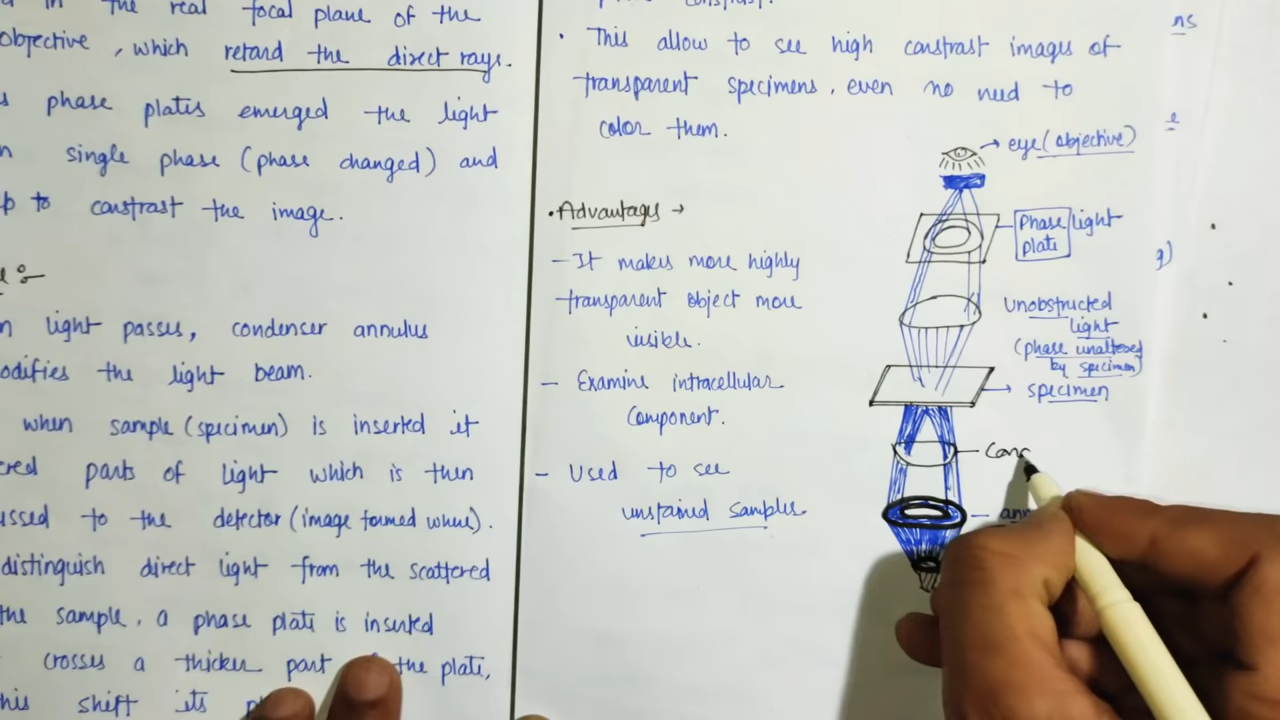 in the real focal plane of the
objective, which retard the direct rays.
phase plates emerged the light
single phase (phase changed) and
to constrast the image.
light passes, condenser annulus
the light beam.
when sample (specimen) is inserted it
parts of light which is then
to the detector (image formed where).
distinguish direct light from the scattered
the sample, a phase plate is inserted
crosses a thicker part the plate,
shift its
constrast.
• This allow to see high constrast images of
transparent specimens, even no need to
color them.
• Advantages →
- It makes more highly
transparent object more
visible.
- Examine intracellular
component.
- Used to see
unstained samples
→ eye (objective)
Phase/light
plate
Unobstructed
light
(phase unaltered
by specimen)
→ specimen
- Conc
- ann
ns
e
g)